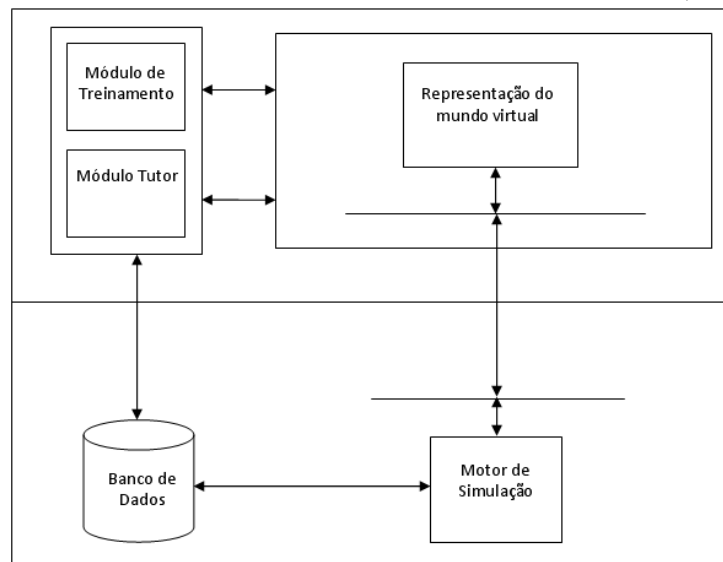 Módulo de
Treinamento
Módulo Tutor
Representação do
mundo virtual
Banco de
Dados
Motor de
Simulação